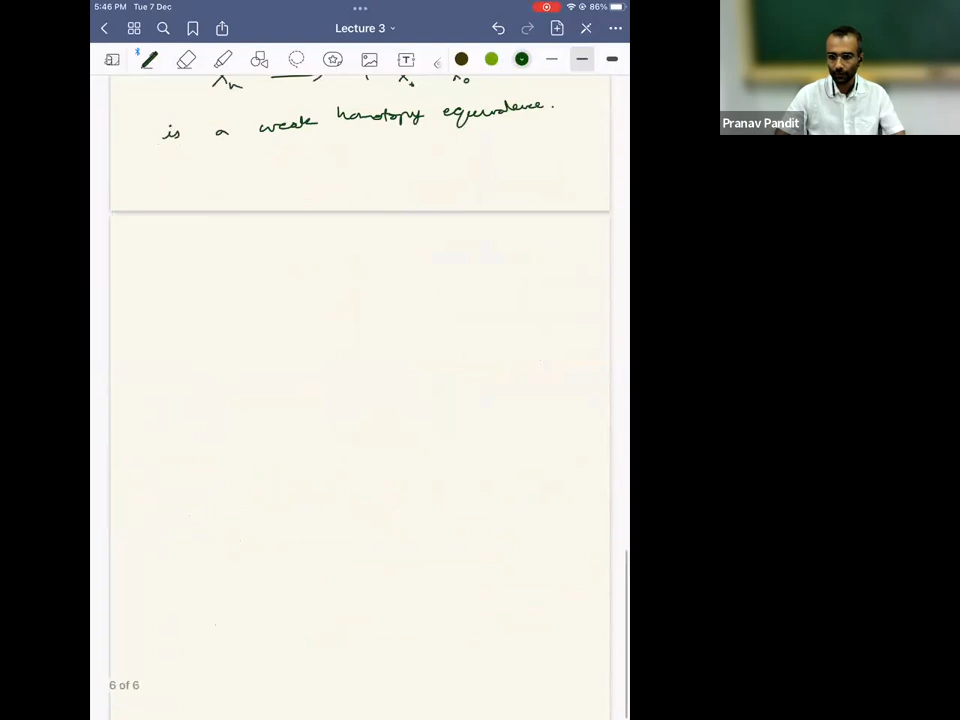 5:46 PM Tue 7 Dec
86%
Lecture 3
is a weak homotopy equivalence.
6 of 6
Pranav Pandit